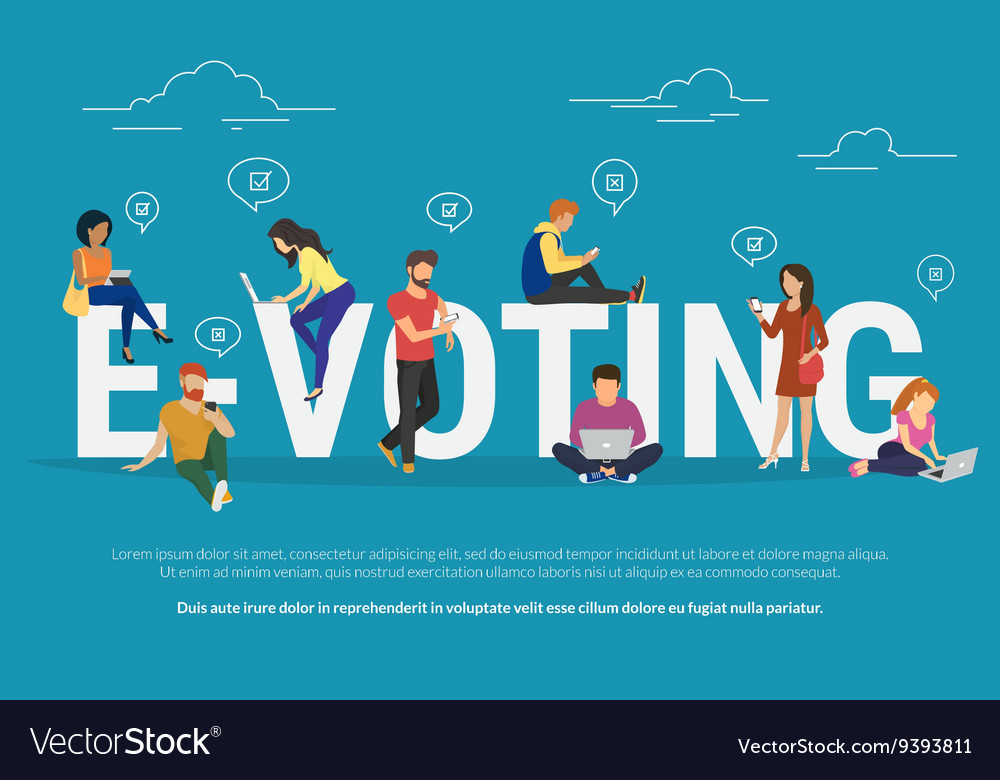 E-VOTING
Lorem ipsum dolor sit amet, consectetur adipisicing elit, sed do eiusmod tempor incididunt ut labore et dolore magna aliqua.
Ut enim ad minim veniam, quis nostrud exercitation ullamco laboris nisi ut aliquip ex ea commodo consequat.
Duis aute irure dolor in reprehenderit in voluptate velit esse cillum dolore eu fugiat nulla pariatur.
VectorStock®
VectorStock.com/9393811